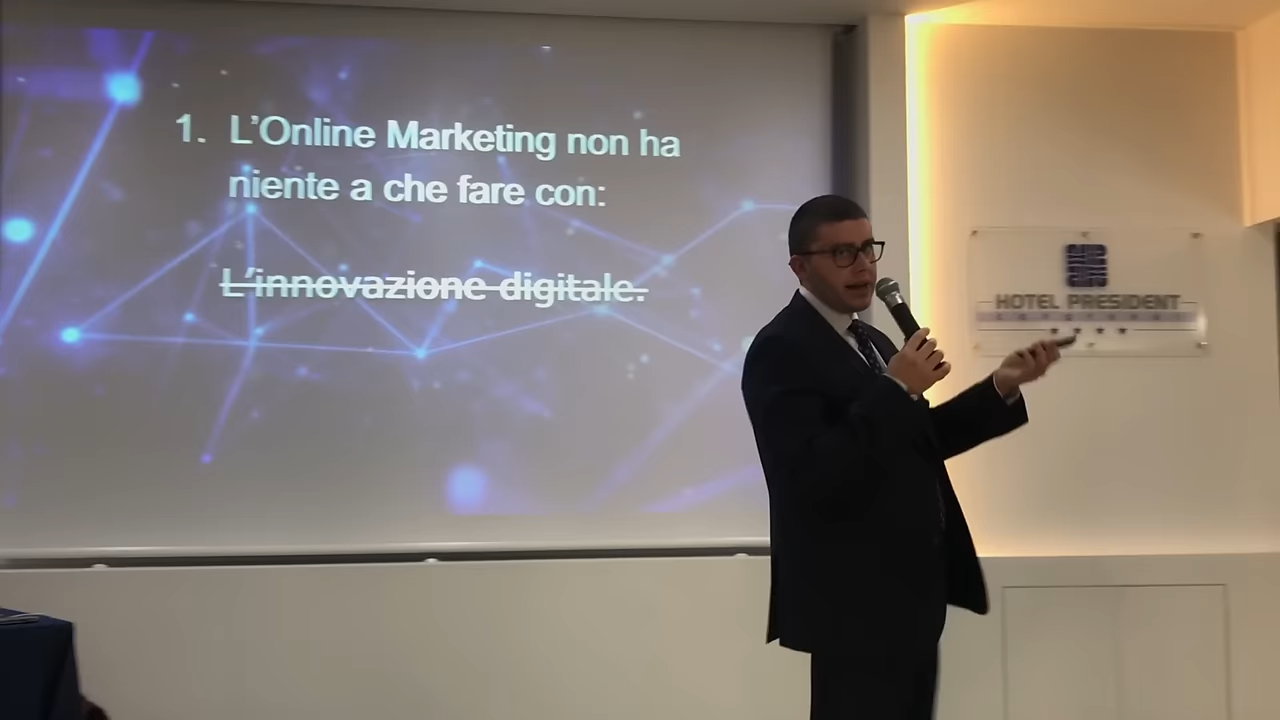 1. L'Online Marketing non ha
niente a che fare con:
L'innovazione digitale.
HOTEL PRESIDENT